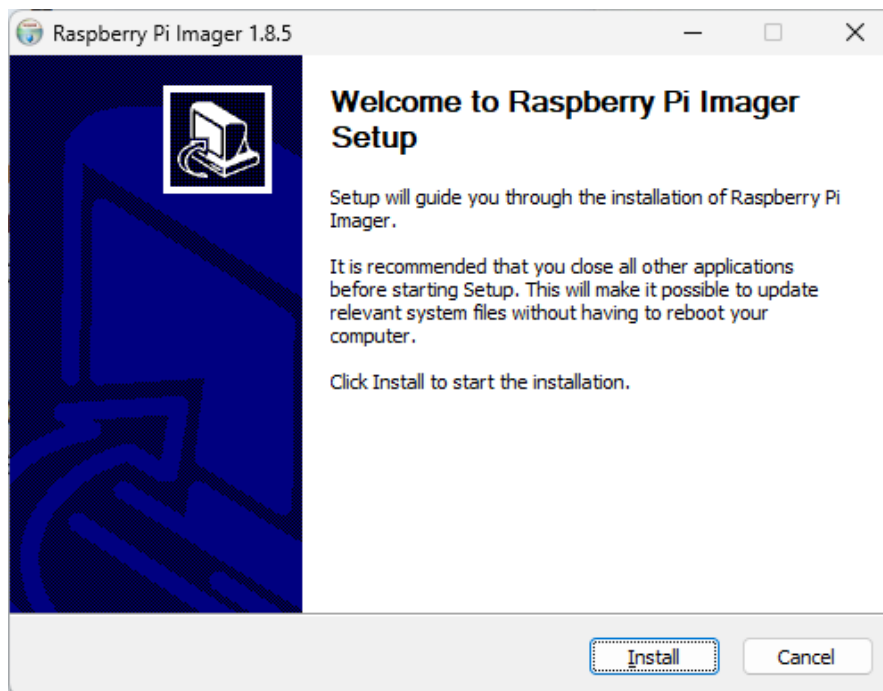 Raspberry Pi Imager 1.8.5
Welcome to Raspberry Pi Imager
Setup
Setup will guide you through the installation of Raspberry Pi
Imager.
It is recommended that you close all other applications
before starting Setup. This will make it possible to update
relevant system files without having to reboot your
computer.
Click Install to start the installation.
Install
Cancel